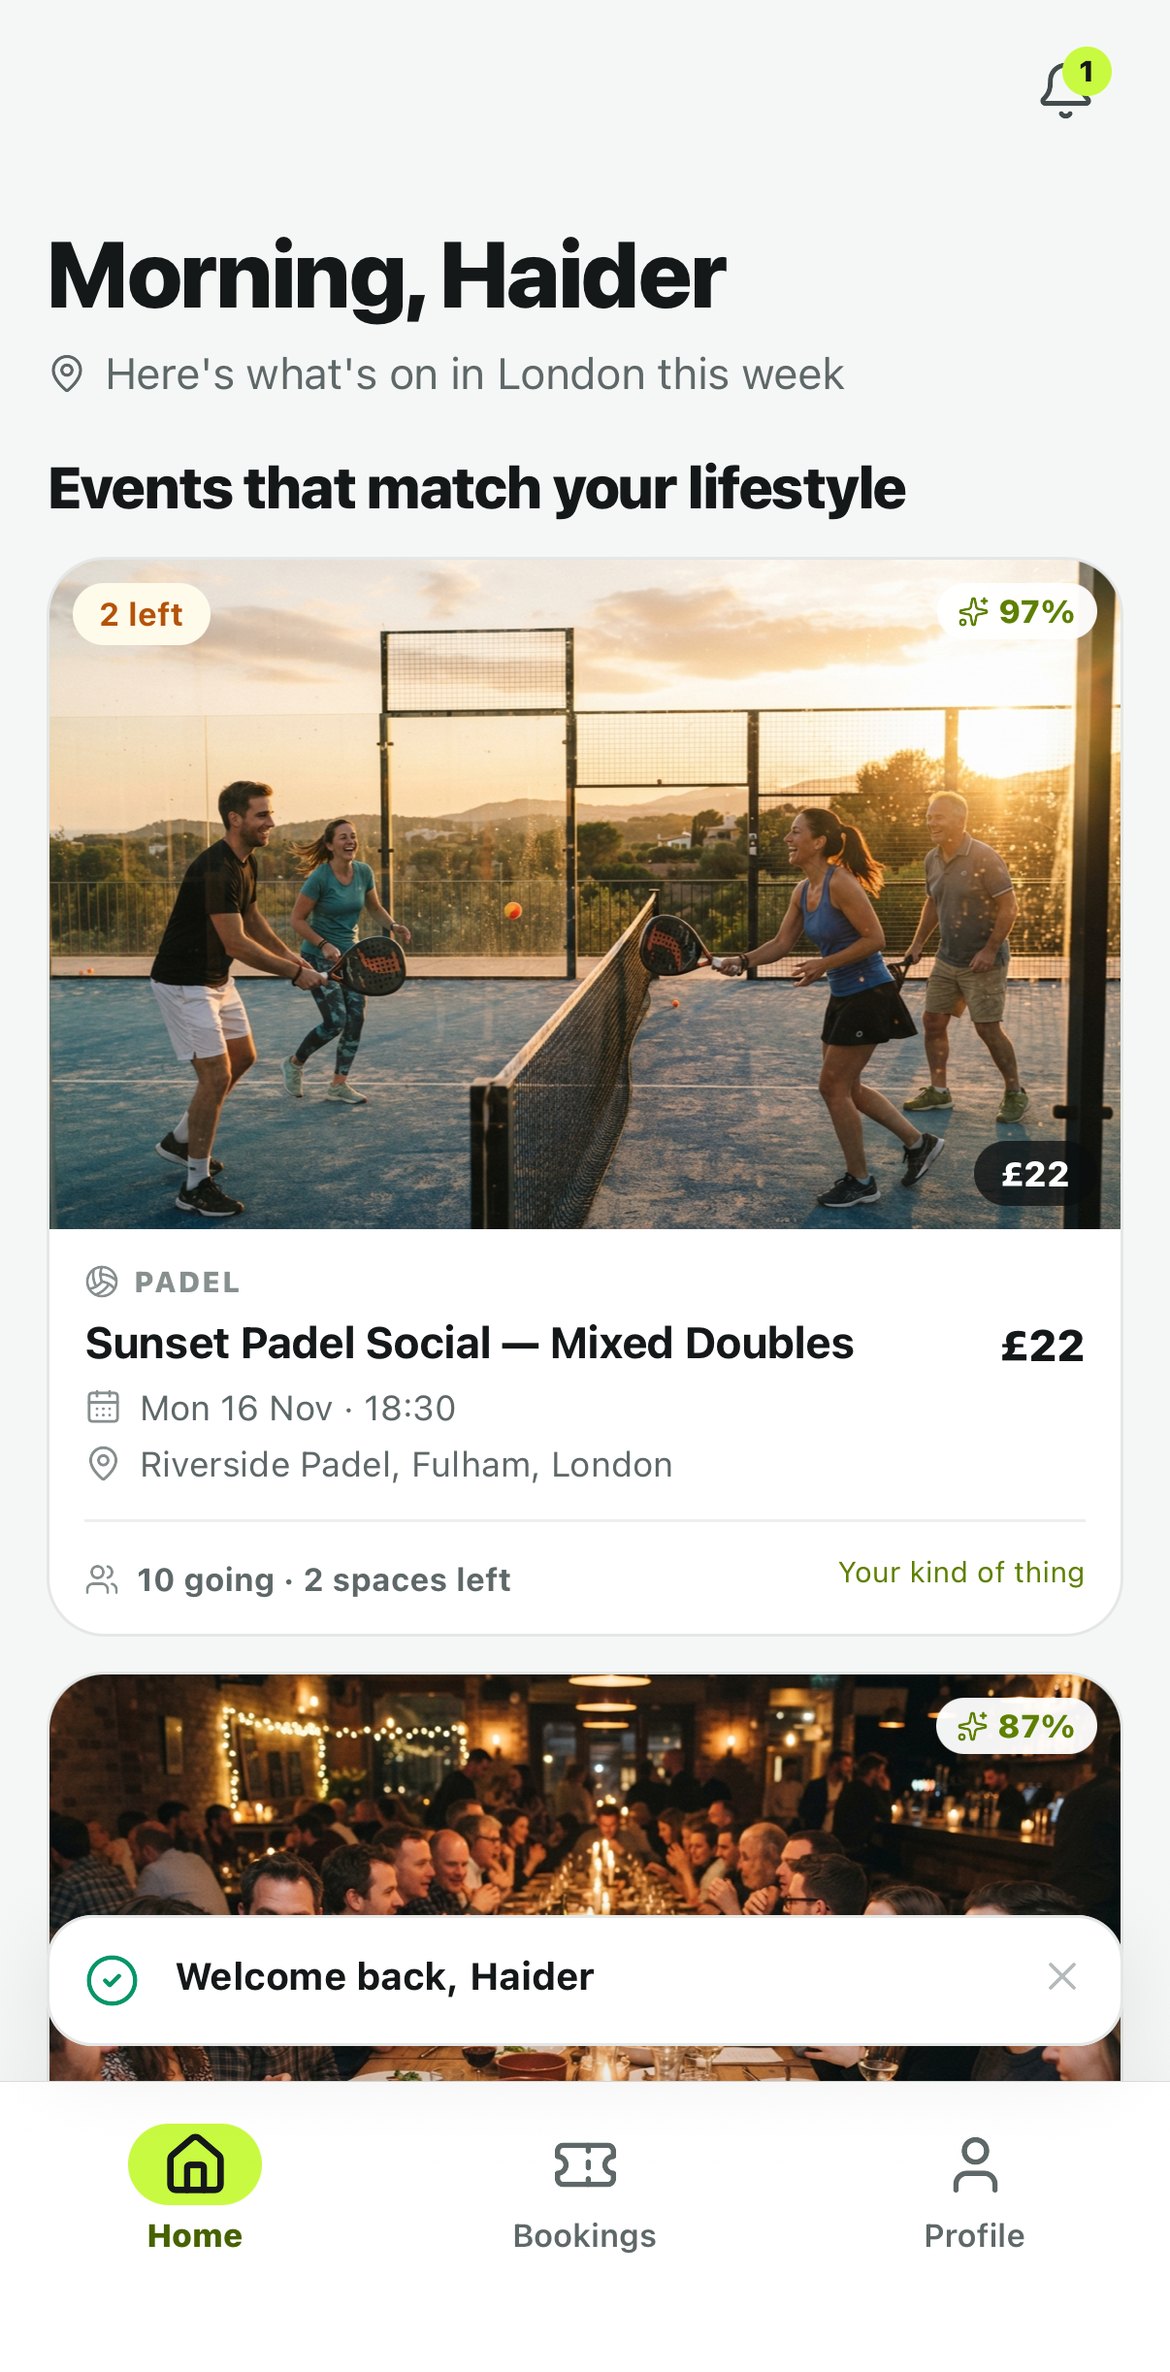 1
Morning, Haider
Here's what's on in London this week
Events that match your lifestyle
2 left
97%
£22
PADEL
Sunset Padel Social — Mixed Doubles
£22
Mon 16 Nov · 18:30
Riverside Padel, Fulham, London
10 going · 2 spaces left
Your kind of thing
87%
Welcome back, Haider
Home
Bookings
Profile